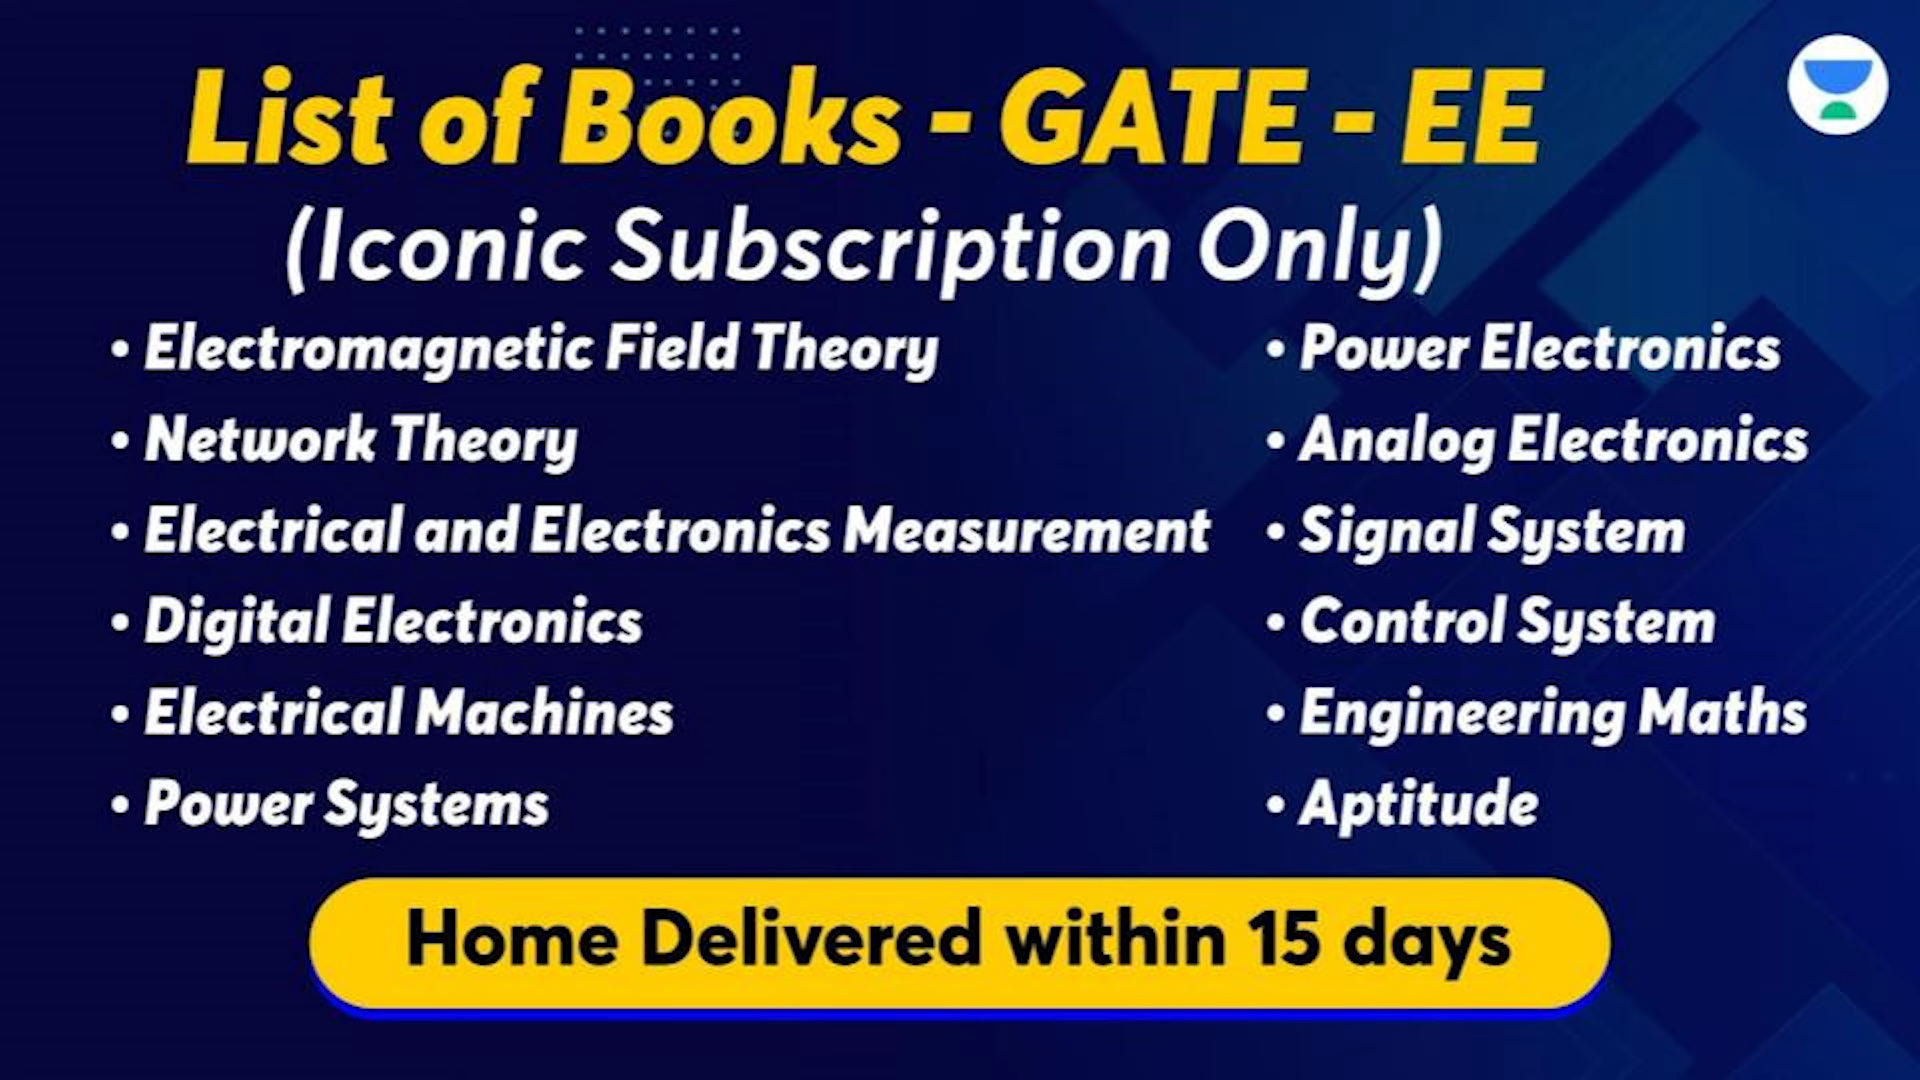 List of Books - GATE - EE
(Iconic Subscription Only)
• Electromagnetic Field Theory
• Network Theory
• Electrical and Electronics Measurement
• Digital Electronics
• Electrical Machines
• Power Systems
• Power Electronics
• Analog Electronics
• Signal System
• Control System
• Engineering Maths
• Aptitude
Home Delivered within 15 days